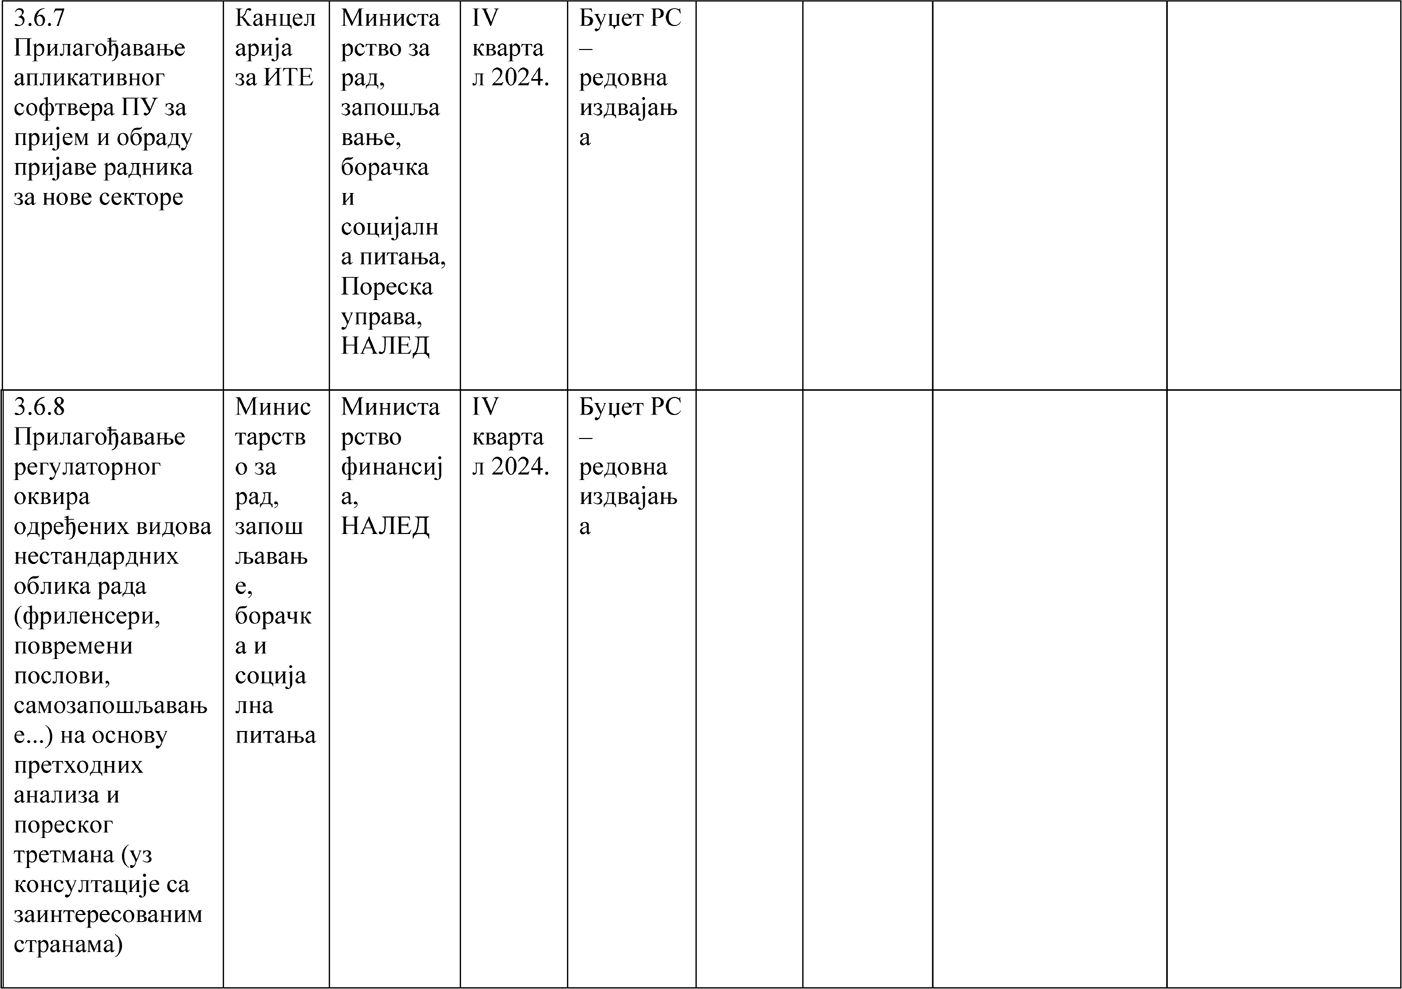 3.6.7
Прилагођавање
апликативног
софтвера ПУ за
пријем и обраду
пријаве радника
за нове секторе
Канцел
арија
за ИТЕ
Министа
рство за
рад,
запошља
вање,
борачка
и
социјалн
а питања,
Пореска
управа,
НАЛЕД
IV
кварта
л 2024.
Буџет РС
–
редовна
издвајањ
а
3.6.8
Прилагођавање
регулаторног
оквира
одређених видова
нестандардних
облика рада
(фриленсери,
повремени
послови,
самозапошљавањ
е...) на основу
претходних
анализа и
пореског
третмана (уз
консултације са
заинтересованим
странама)
Минис
тарств
о за
рад,
запош
љавањ
е,
борачк
а и
соција
лна
питања
Министа
рство
финансиј
а,
НАЛЕД
IV
кварта
л 2024.
Буџет РС
–
редовна
издвајањ
а